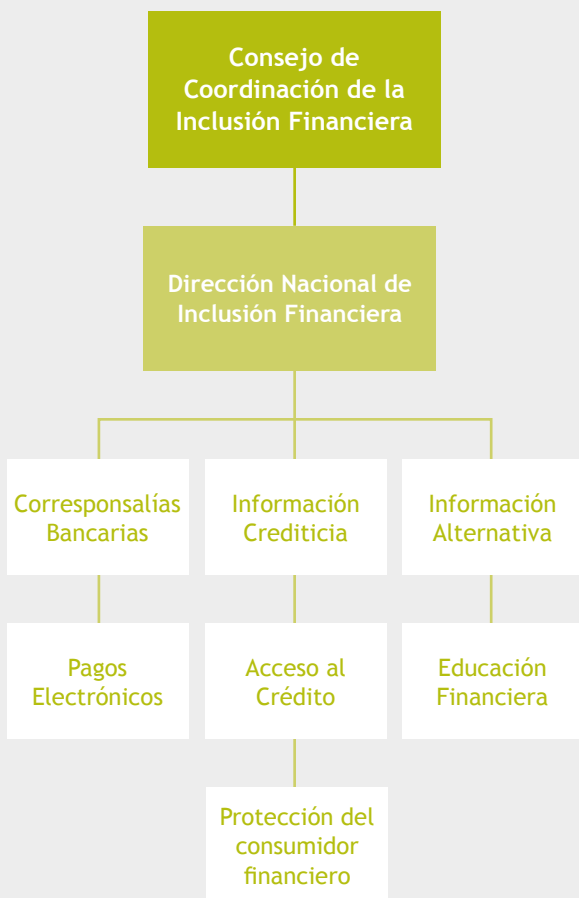 Consejo de
Coordinación de la
Inclusión Financiera
Dirección Nacional de
Inclusión Financiera
Corresponsalías
Bancarias
Información
Crediticia
Información
Alternativa
Pagos
Electrónicos
Acceso al
Crédito
Educación
Financiera
Protección del
consumidor
financiero